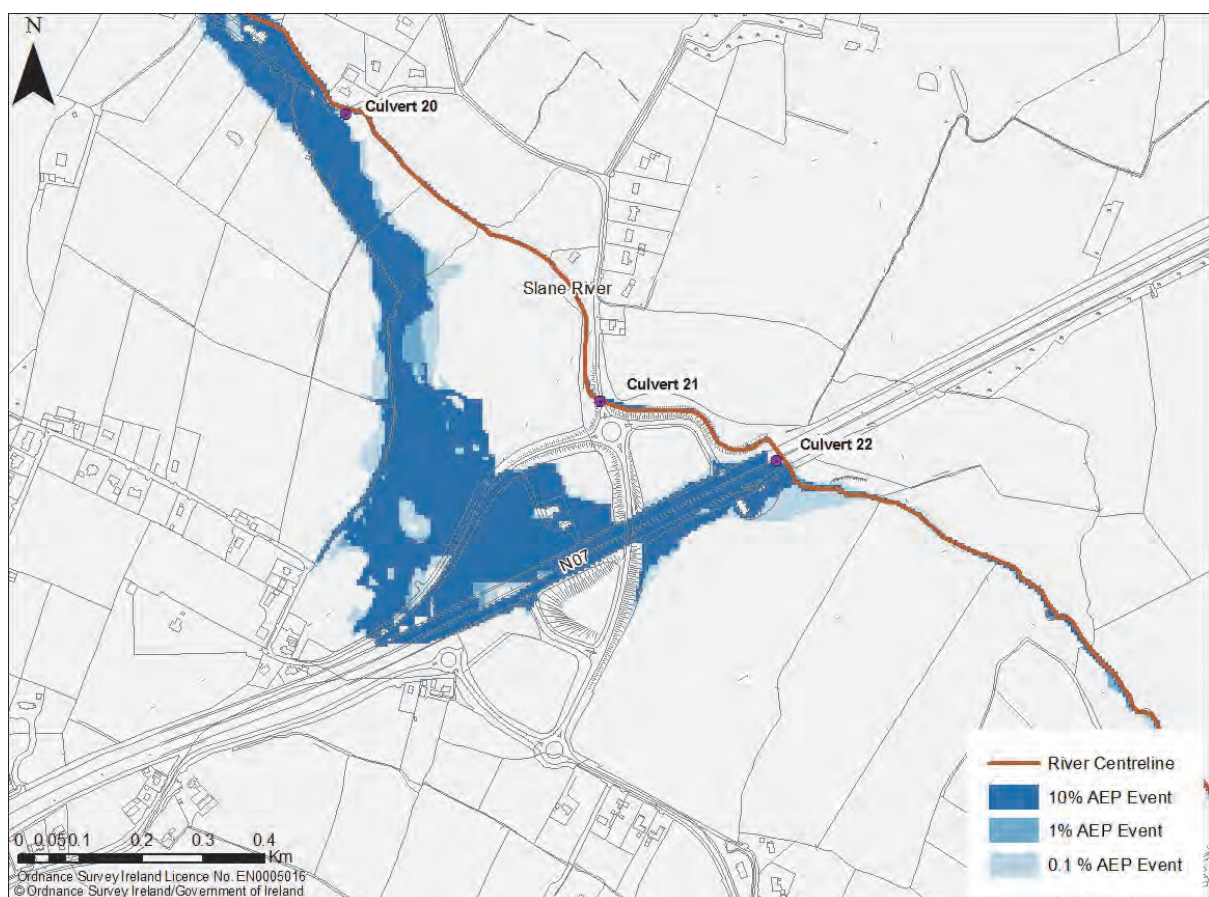 N
Culvert 20
Slane River
Culvert 21
Culvert 22
N07
River Centreline
10% AEP Event
1% AEP Event
0.1 % AEP Event
0 0.050.1 0.2 0.3 0.4
Km
Ordnance Survey Ireland Licence No. EN0005016
© Ordnance Survey Ireland/Government of Ireland